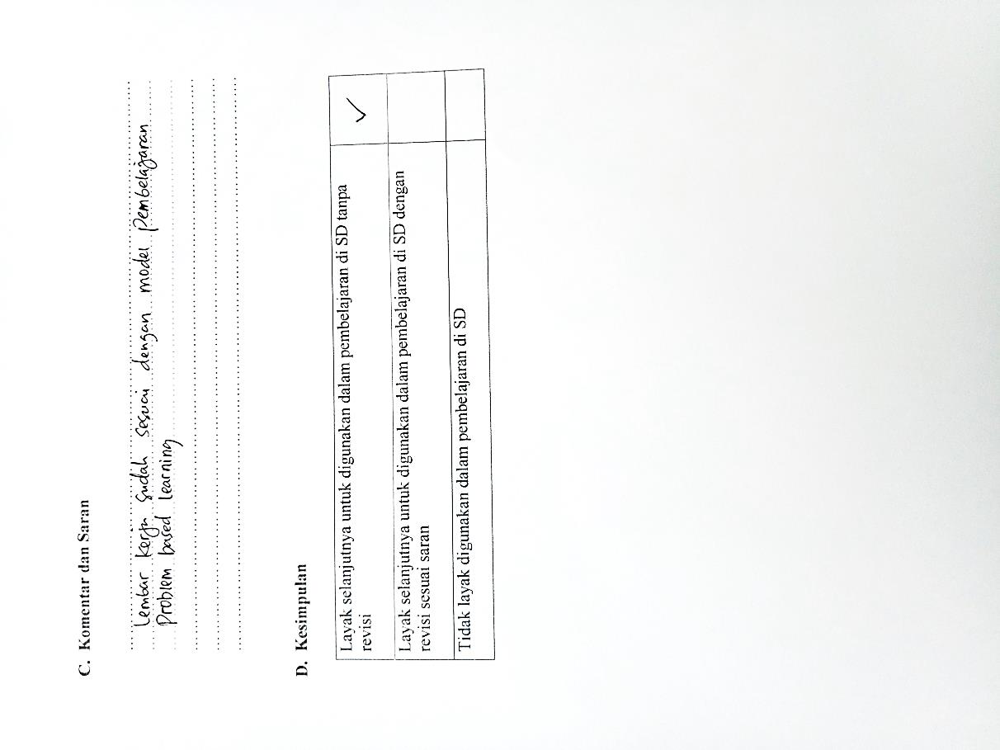 C. Komentar dan Saran
Lembar kerja sudah sesuai dengan model pembelajaran
Problem based learning
D. Kesimpulan
Layak selanjutnya untuk digunakan dalam pembelajaran di SD tanpa
revisi
✓
Layak selanjutnya untuk digunakan dalam pembelajaran di SD dengan
revisi sesuai saran
Tidak layak digunakan dalam pembelajaran di SD